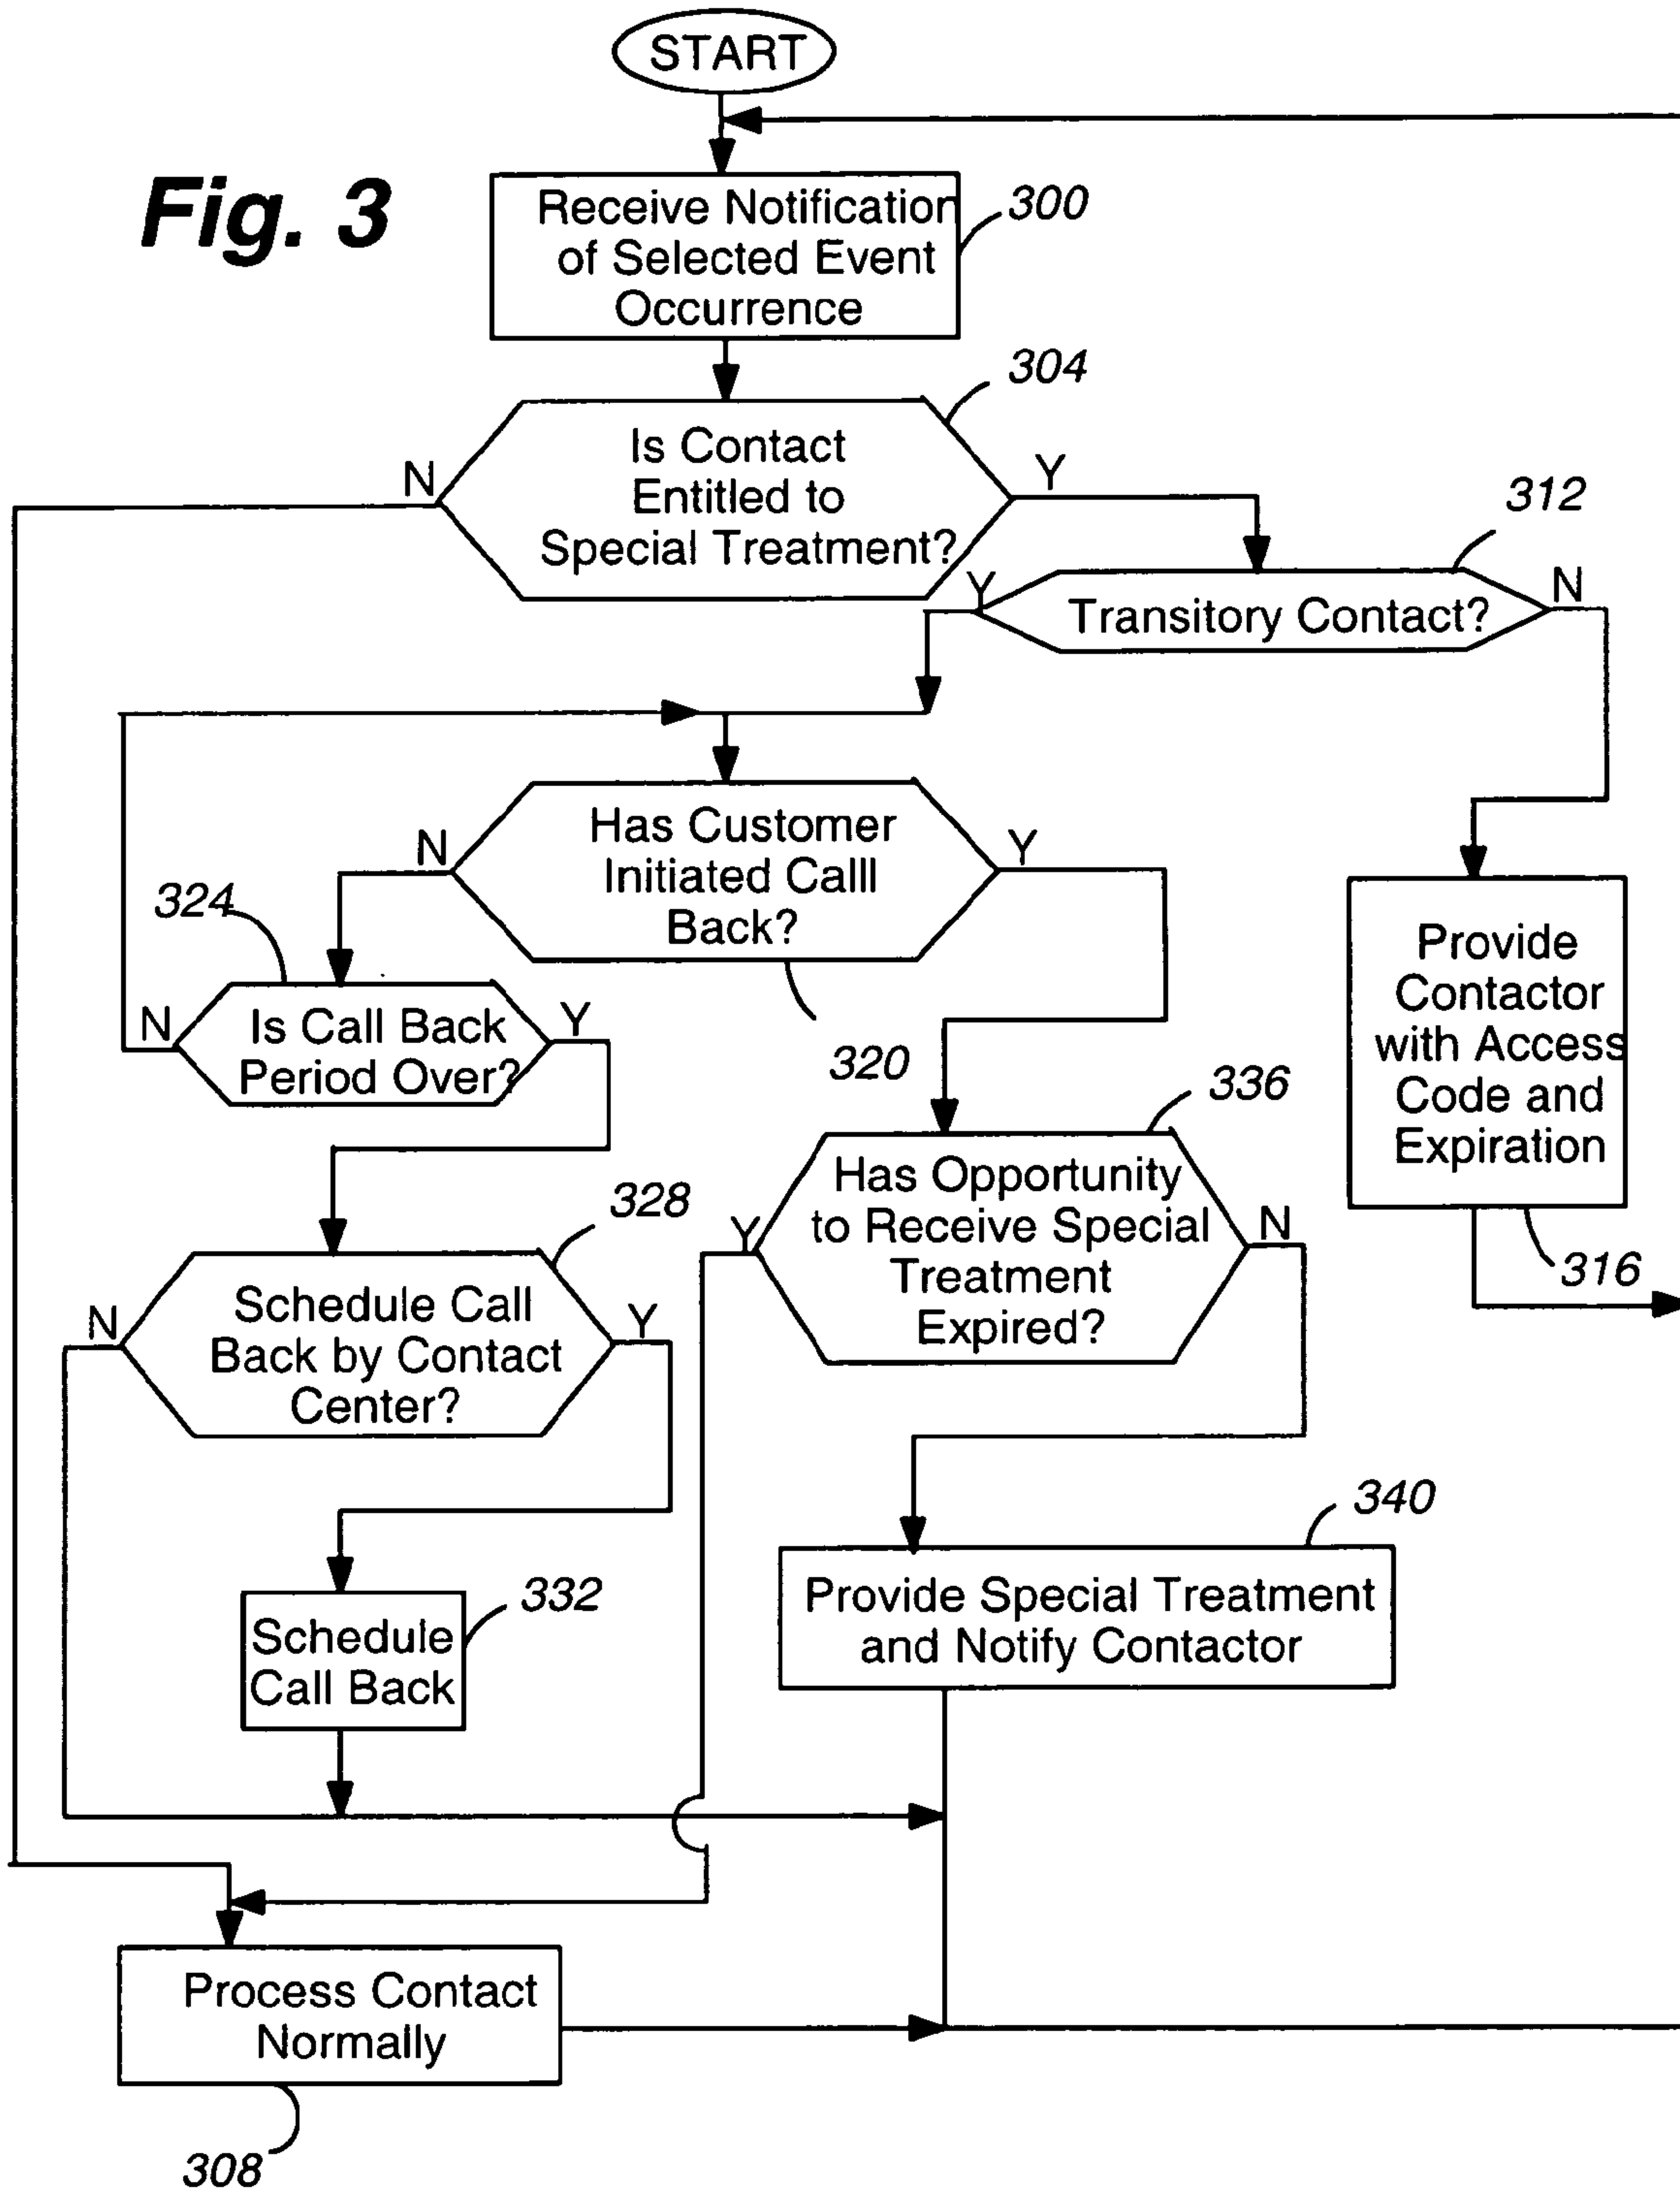 START
Fig. 3
Receive Notification
of Selected Event
Occurrence
300
304
Is Contact
Entitled to
Special Treatment?
N
Y
312
Transitory Contact?
Y
N
Has Customer
Initiated Calll
Back?
N
Y
320
324
Is Call Back
Period Over?
N
Y
Provide
Contactor
with Access
Code and
Expiration
316
336
Has Opportunity
to Receive Special
Treatment
Expired?
Y
N
328
Schedule Call
Back by Contact
Center?
N
Y
340
Provide Special Treatment
and Notify Contactor
332
Schedule
Call Back
Process Contact
Normally
308